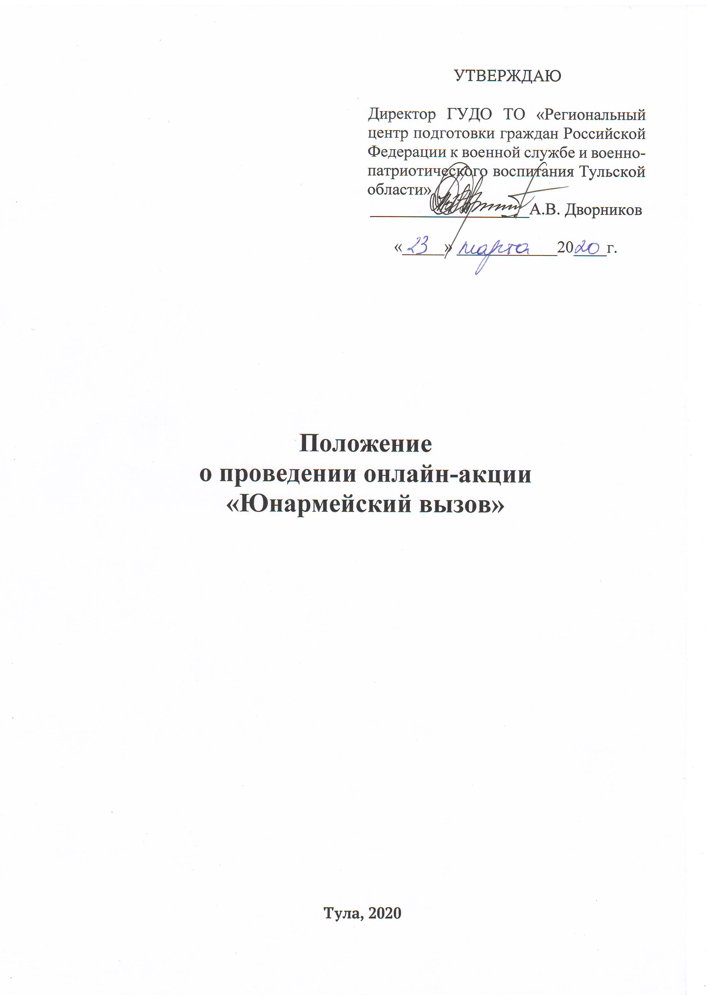 УТВЕРЖДАЮ
Директор ГУДО ТО «Региональный
центр подготовки граждан Российской
Федерации к военной службе и военно-
патриотического воспитания Тульской
области»
А.В. Дворников
«23» марта 2020 г.
Положение
о проведении онлайн-акции
«Юнармейский вызов»
Тула, 2020